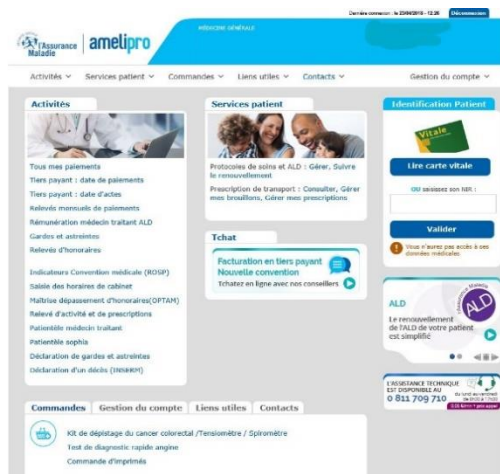 Dernière connexion : le 23/04/2018 - 12:26
Déconnexion
MÉDECINE GÉNÉRALE
l'Assurance Maladie
amelipro
Activités
Services patient
Commandes
Liens utiles
Contacts
Gestion du compte
Activités
Tous mes paiements
Tiers payant : date de paiements
Tiers payant : date d'actes
Relevés mensuels de paiements
Rémunération médecin traitant ALD
Gardes et astreintes
Relevés d'honoraires
Indicateurs Convention médicale (ROSP)
Saisie des horaires de cabinet
Maîtrise dépassement d'honoraires(OPTAM)
Relevé d'activité et de prescriptions
Patientèle médecin traitant
Patientèle sophia
Déclaration de gardes et astreintes
Déclaration d'un décès (INSERM)
Services patient
Protocoles de soins et ALD : Gérer, Suivre
le renouvellement
Prescription de transport : Consulter, Gérer
mes brouillons, Gérer mes prescriptions
Tchat
Facturation en tiers payant
Nouvelle convention
Tchatez en ligne avec nos conseillers
Identification Patient
Vitale
Lire carte vitale
OU saisissez son NIR :
Valider
Vous n'aurez pas accès à ses
données médicales
ALD
Le renouvellement
de l'ALD de votre patient
est simplifié
ALD
L'ASSISTANCE TECHNIQUE
EST DISPONIBLE AU
0 811 709 710
du lundi au vendredi
Commandes
Gestion du compte
Liens utiles
Contacts
Kit de dépistage du cancer colorectal /Tensiomètre / Spiromètre
Test de diagnostic rapide angine
Commande d'imprimés